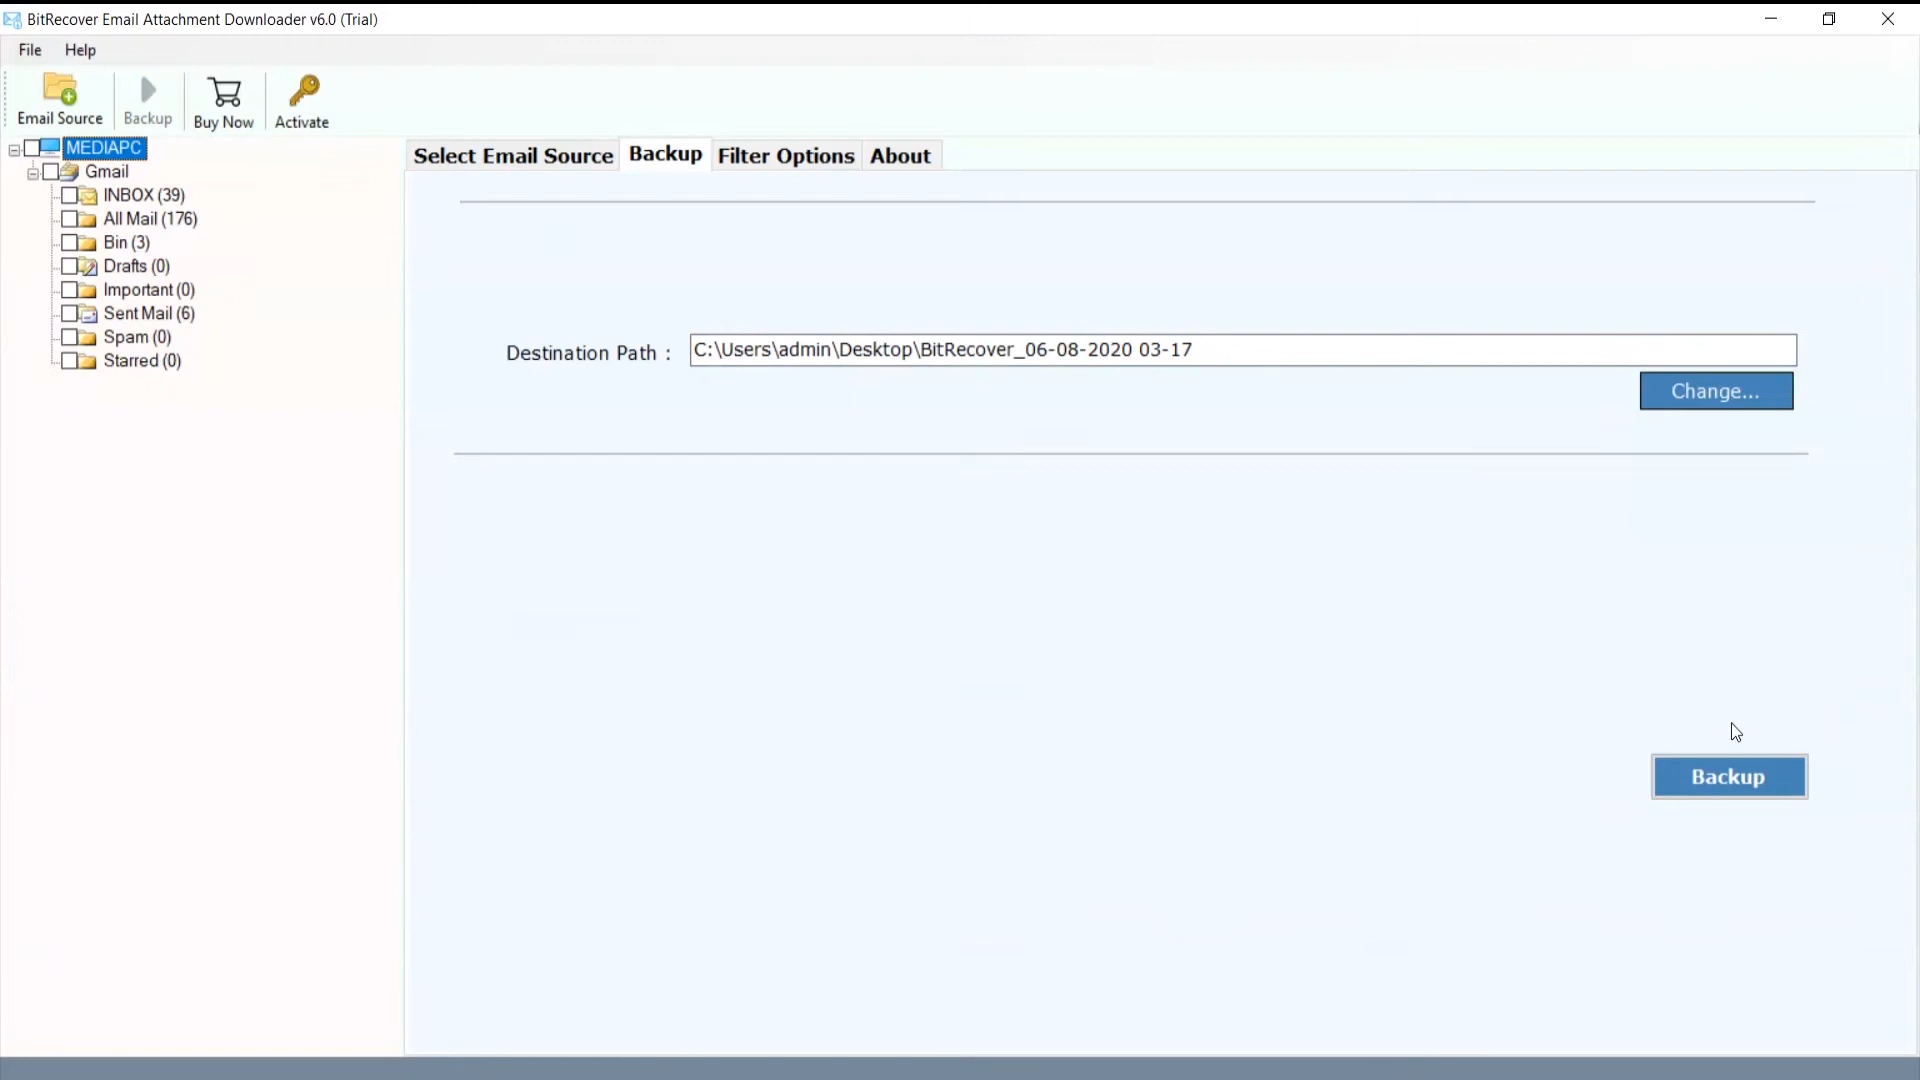 BitRecover Email Attachment Downloader v6.0 (Trial)
File Help
Email Source Backup Buy Now Activate
MEDIAPC
Gmail
INBOX (39)
All Mail (176)
Bin (3)
Drafts (0)
Important (0)
Sent Mail (6)
Spam (0)
Starred (0)
Select Email Source Backup Filter Options About
Destination Path : C:\Users\admin\Desktop\BitRecover_06-08-2020 03-17
Change...
Backup